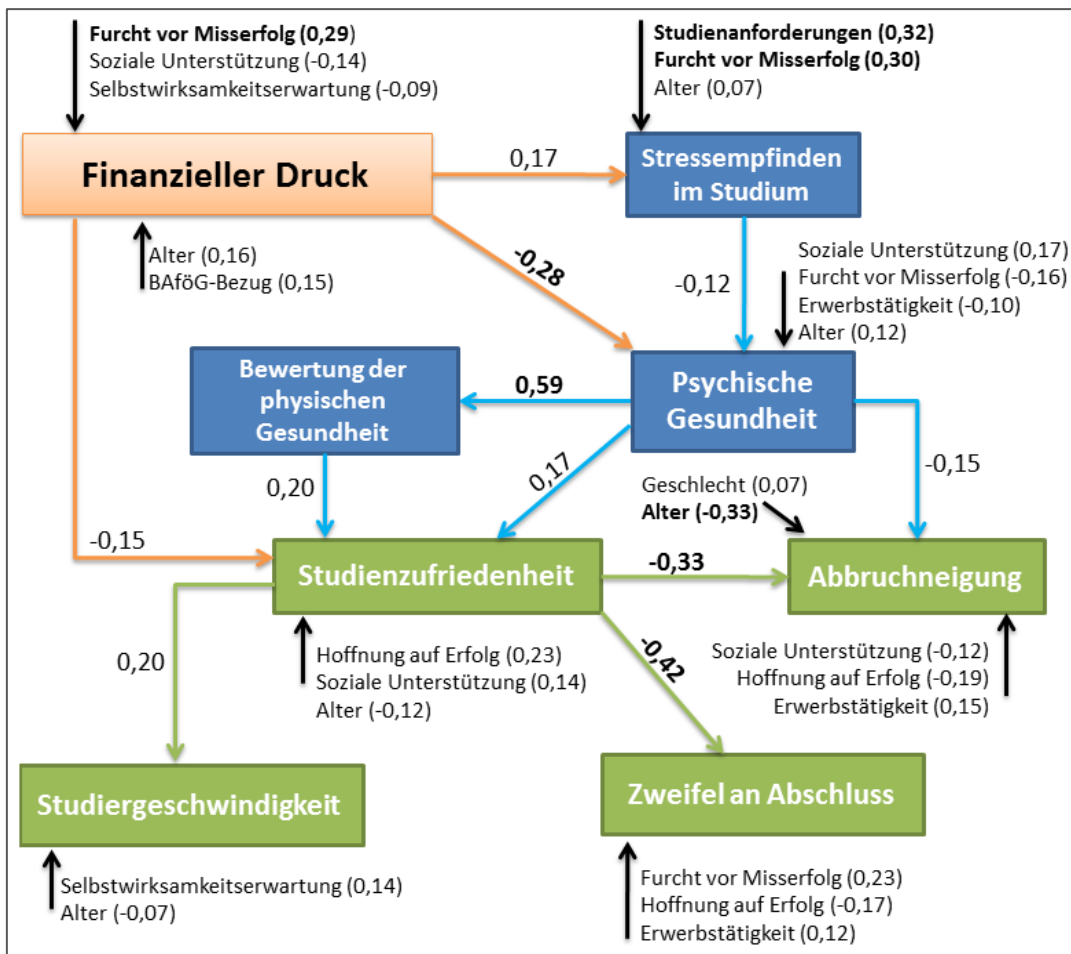 Furcht vor Misserfolg (0,29)
Soziale Unterstützung (-0,14)
Selbstwirksamkeitserwartung (-0,09)
Studienanforderungen (0,32)
Furcht vor Misserfolg (0,30)
Alter (0,07)
Finanzieller Druck
0,17
Stressempfinden
im Studium
Alter (0,16)
BAföG-Bezug (0,15)
-0,28
-0,12
Soziale Unterstützung (0,17)
Furcht vor Misserfolg (-0,16)
Erwerbstätigkeit (-0,10)
Alter (0,12)
Bewertung der
physischen
Gesundheit
0,59
Psychische
Gesundheit
0,20
0,17
-0,15
Geschlecht (0,07)
Alter (-0,33)
-0,15
Studienzufriedenheit
-0,33
Abbruchneigung
0,20
Hoffnung auf Erfolg (0,23)
Soziale Unterstützung (0,14)
Alter (-0,12)
-0,42
Soziale Unterstützung (-0,12)
Hoffnung auf Erfolg (-0,19)
Erwerbstätigkeit (0,15)
Studiergeschwindigkeit
Zweifel an Abschluss
Selbstwirksamkeitserwartung (0,14)
Alter (-0,07)
Furcht vor Misserfolg (0,23)
Hoffnung auf Erfolg (-0,17)
Erwerbstätigkeit (0,12)